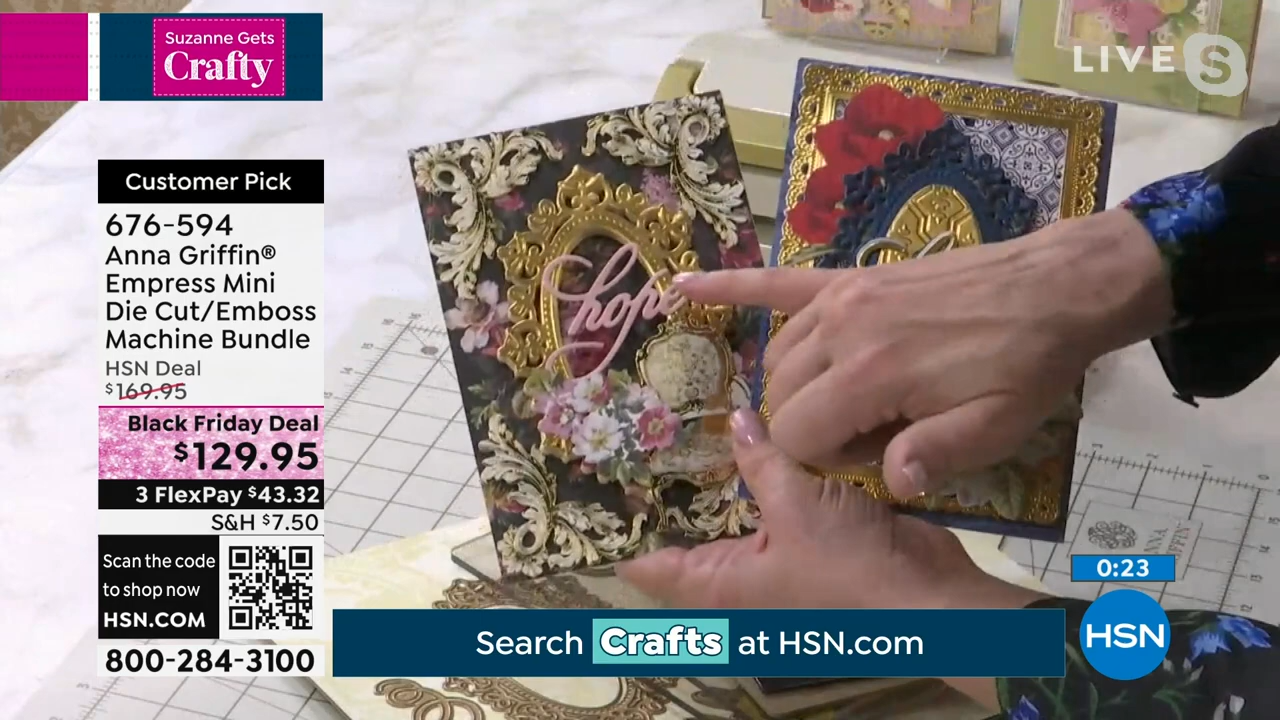 Suzanne Gets
Crafty
LIVE S
Customer Pick
676-594
Anna Griffin®
Empress Mini
Die Cut/Emboss
Machine Bundle
HSN Deal
$169.95
Black Friday Deal
$129.95
3 FlexPay $43.32
S&H $7.50
Scan the code
to shop now
HSN.COM
800-284-3100
hope
ANNA
GRIFFIN
0:23
HSN
Search Crafts at HSN.com